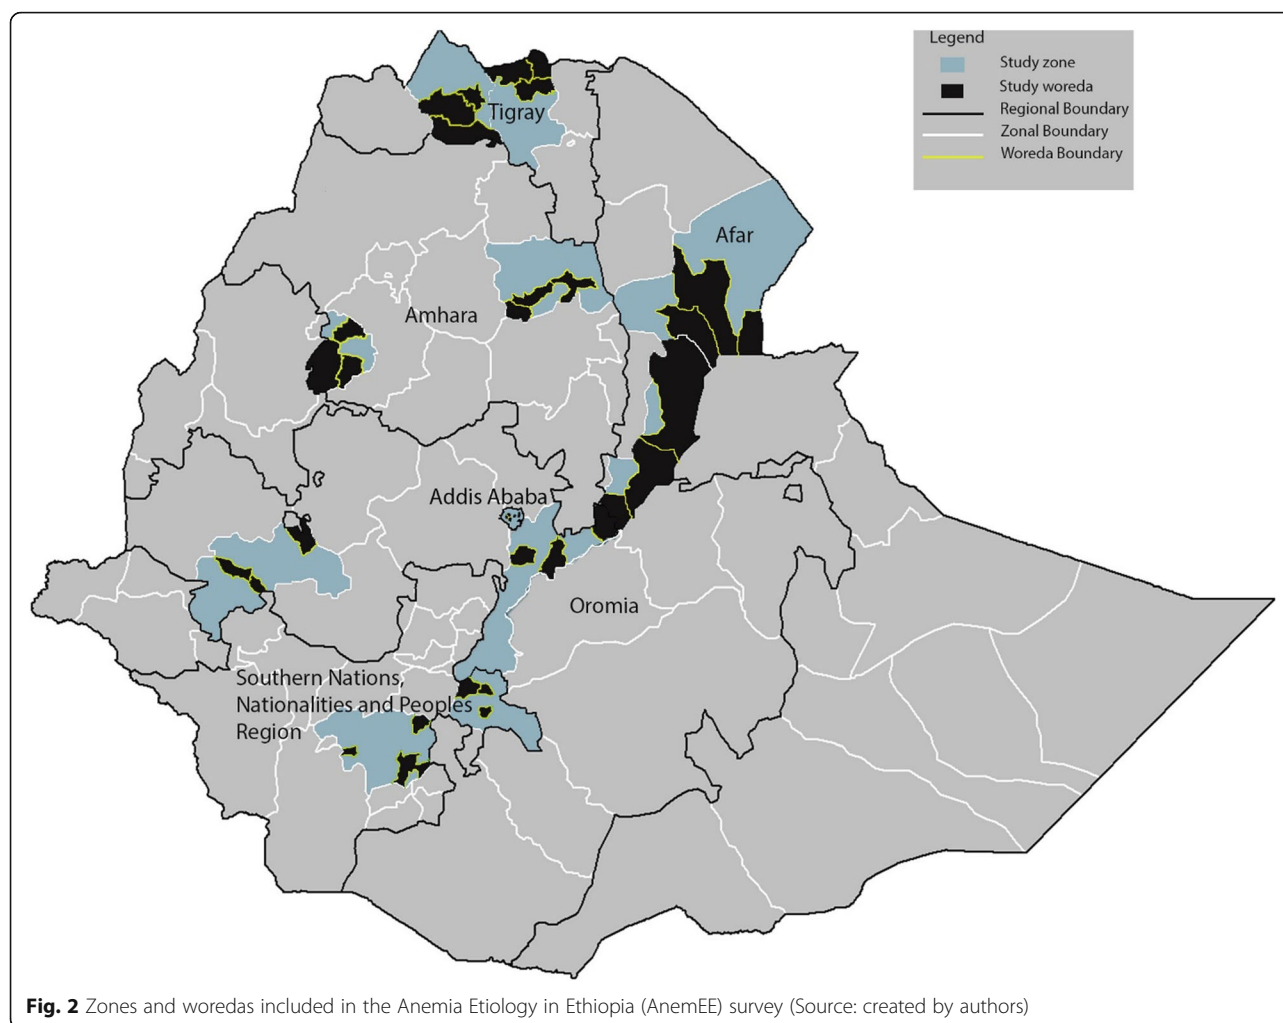 Legend
Study zone
Study woreda
Regional Boundary
Zonal Boundary
Woreda Boundary
Tigray
Afar
Amhara
Addis Ababa
Oromia
Southern Nations,
Nationalities and Peoples
Region
Fig. 2 Zones and woredas included in the Anemia Etiology in Ethiopia (AnemEE) survey (Source: created by authors)